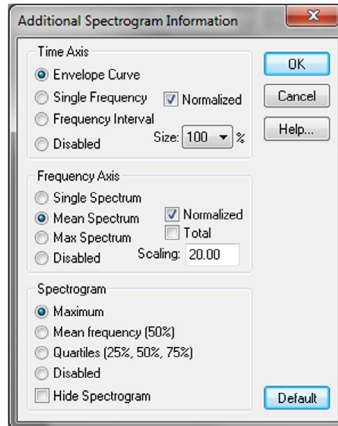 Additional Spectrogram Information
Time Axis
Envelope Curve
Single Frequency
Normalized
Frequency Interval
Disabled
Size: 100 %
OK
Cancel
Help...
Frequency Axis
Single Spectrum
Mean Spectrum
Normalized
Max Spectrum
Total
Disabled
Scaling: 20.00
Spectrogram
Maximum
Mean frequency (50%)
Quartiles (25%, 50%, 75%)
Disabled
Hide Spectrogram
Default